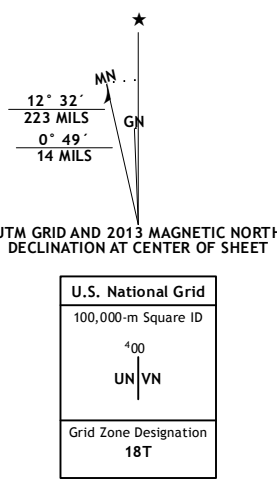 ★
MN
12° 32´
223 MILS
GN
0° 49´
14 MILS
UTM GRID AND 2013 MAGNETIC NORTH
DECLINATION AT CENTER OF SHEET
U.S. National Grid
100,000-m Square ID
⁴00
UN VN
Grid Zone Designation
18T